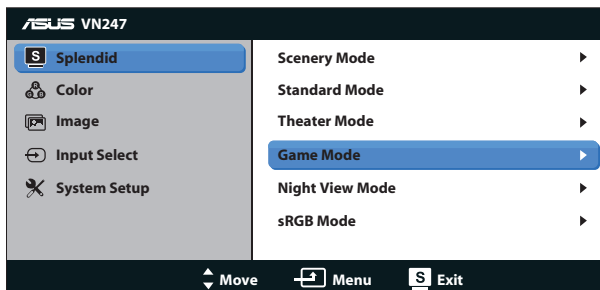 ASUS VN247
S Splendid
Color
Image
Input Select
System Setup
Scenery Mode
Standard Mode
Theater Mode
Game Mode
Night View Mode
sRGB Mode
Move Menu S Exit